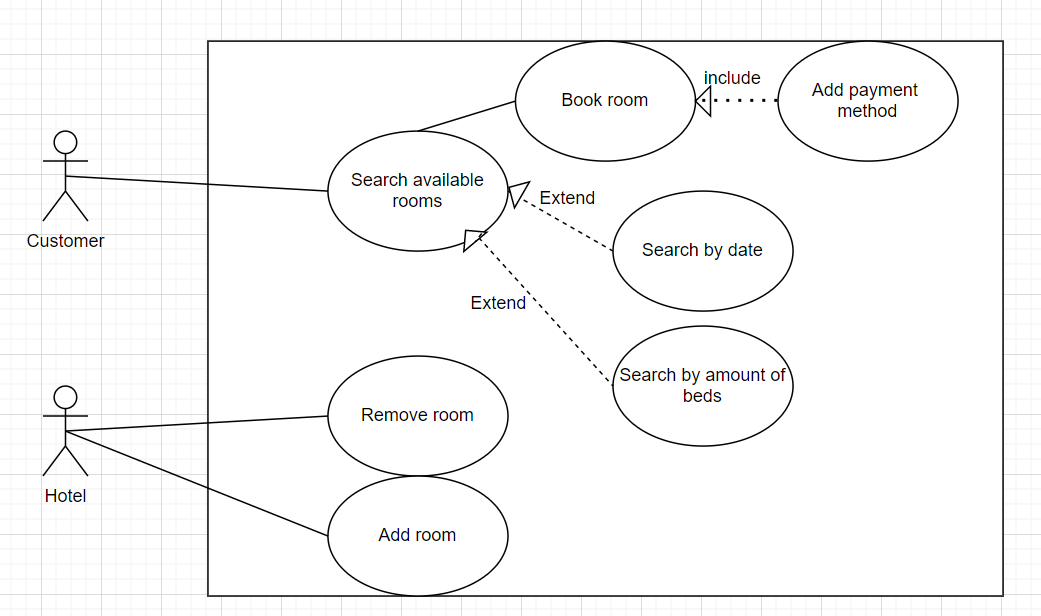 Book room
include
Add payment
method
Search available
rooms
Extend
Customer
Search by date
Extend
Search by amount of
beds
Remove room
Hotel
Add room